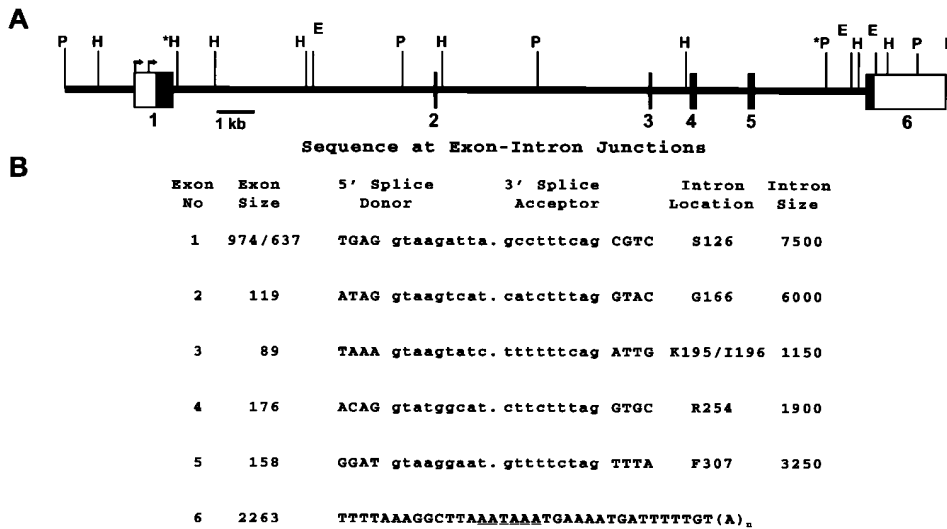 A
P H *H H H E P H P H *P E H E H P
1 1 kb 2 3 4 5 6
Sequence at Exon-Intron Junctions
B
Exon Exon 5' Splice 3' Splice Intron Intron
No Size Donor Acceptor Location Size
1 974/637 TGAG gtaagatta.gcctttcag CGTC S126 7500
2 119 ATAG gtaagtcat.catctttag GTAC G166 6000
3 89 TAAA gtaagtatc.ttttttcag ATTG K195/I196 1150
4 176 ACAG gtatggcat.cttctttag GTGC R254 1900
5 158 GGAT gtaaggaat.gttttctag TTTA F307 3250
6 2263 TTTTAAAGGCTTAAATAAATGAAAATGATTTTTGT(A)n